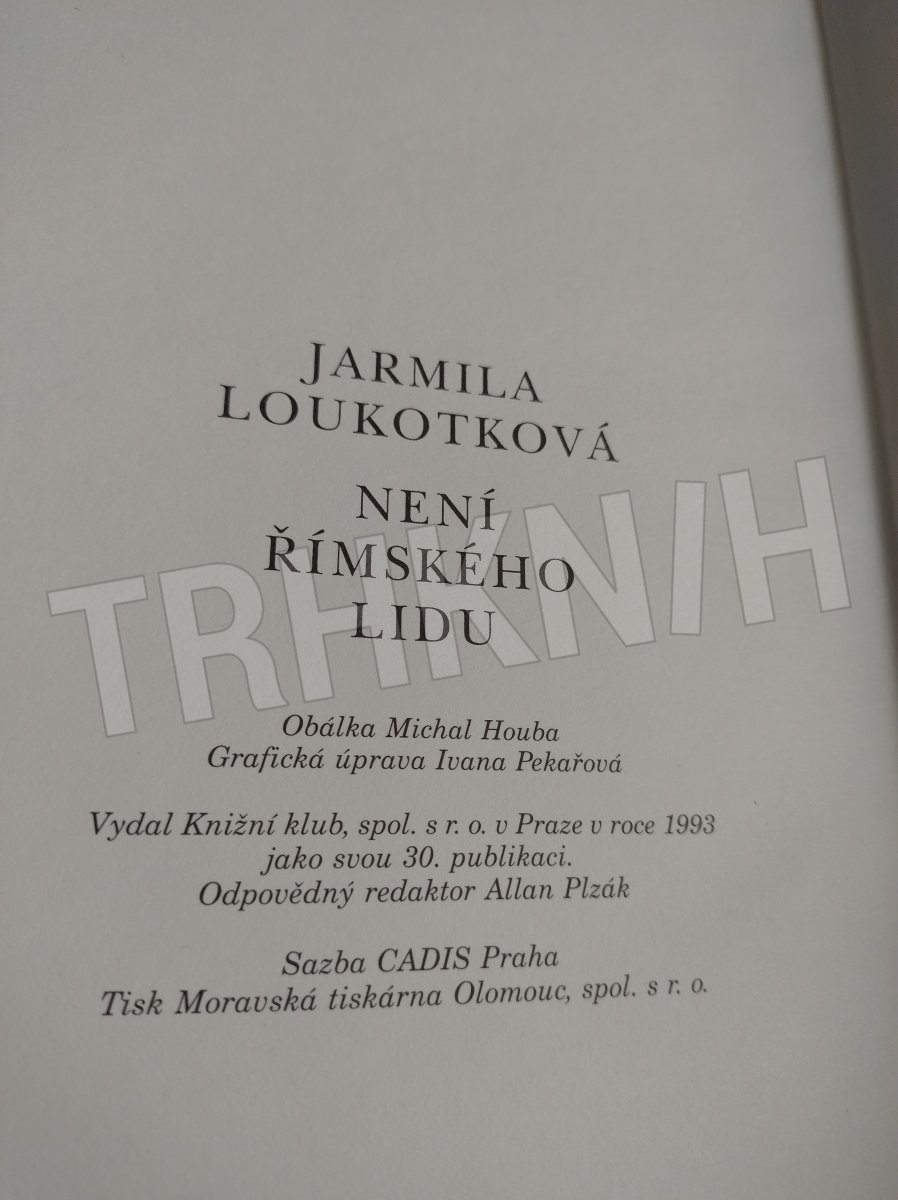 JARMILA
LOUKOTKOVÁ
NENÍ
ŘÍMSKÉHO
LIDU
TRHKNIH
Obálka Michal Houba
Grafická úprava Ivana Pekařová
Vydal Knižní klub, spol. s r. o. v Praze v roce 1993
jako svou 30. publikaci.
Odpovědný redaktor Allan Plzák
Sazba CADIS Praha
Tisk Moravská tiskárna Olomouc, spol. s r. o.